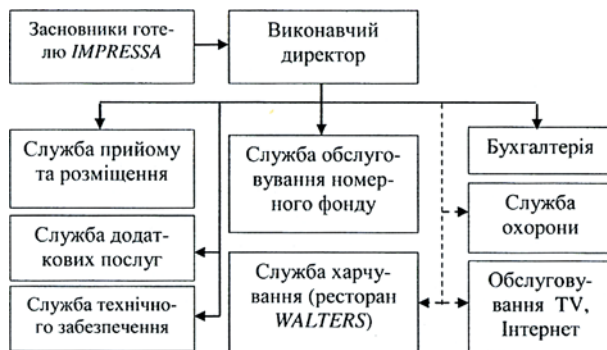 Засновники готе-
лю IMPRESSA
Виконавчий
директор
Служба прийому
та розміщення
Служба обслуго-
вування номер-
ного фонду
Бухгалтерія
Служба додат-
кових послуг
Служба
охорони
Служба технічно-
го забезпечення
Служба харчу-
вання (ресторан
WALTERS)
Обслугову-
вання TV,
Інтернет